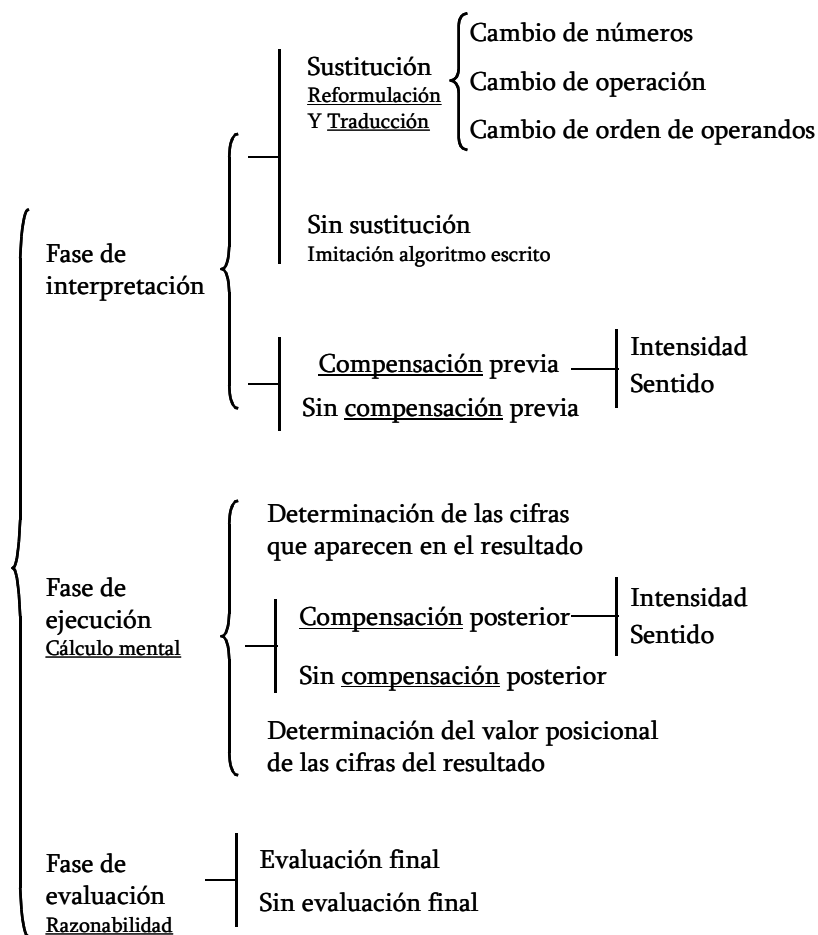 Cambio de números
Sustitución
Reformulación
Y Traducción
Cambio de operación
Cambio de orden de operandos
Sin sustitución
Imitación algoritmo escrito
Fase de
interpretación
Compensación previa
Sin compensación previa
Intensidad
Sentido
Determinación de las cifras
que aparecen en el resultado
Fase de
ejecución
Cálculo mental
Compensación posterior
Intensidad
Sentido
Sin compensación posterior
Determinación del valor posicional
de las cifras del resultado
Fase de
evaluación
Razonabilidad
Evaluación final
Sin evaluación final